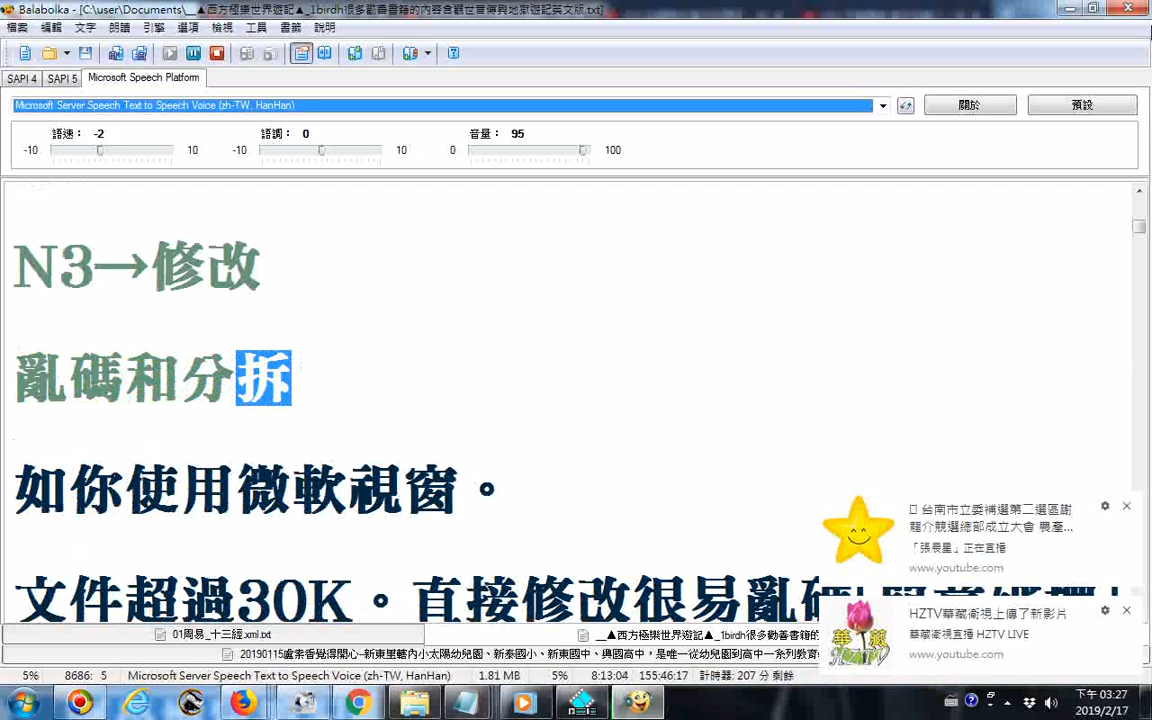 Balabolka - [C:\user\Documents\__▲西方極樂世界遊記▲_1birdh很多勸善書籍的內容含觀世音傳與地獄遊記英文版.txt]
檔案 編輯 文字 朗讀 引擎 選項 檢視 工具 書籤 說明
SAPI 4 SAPI 5 Microsoft Speech Platform
Microsoft Server Speech Text to Speech Voice (zh-TW, HanHan) 關於 預設
語速： -2 語調： 0 音量： 95
-10 10 -10 10 0 100
N3→修改
亂碼和分拆
如你使用微軟視窗。
文件超過30K。直接修改很易亂碼
台南市立委補選第二選區謝
龍介競選總部成立大會
「張晨星」正在直播
www.youtube.com
HZTV華藏衛視上傳了新影片
華藏衛視直播 HZTV LIVE
www.youtube.com
華藏
HZTV
01周易_十三經.xml.txt __▲西方極樂世界遊記▲_1birdh很多勸善書籍的
20190115盧素香覺得開心--新東里轄內小太陽幼兒園、新泰國小、新東國中、興國高中，是唯一從幼兒園到高中一系列教育
5% 8686: 5 Microsoft Server Speech Text to Speech Voice (zh-TW, HanHan) 1.81 MB 5% 8:13:04 155:46:17 計時器: 207 分 剩餘
下午 03:27
2019/2/17